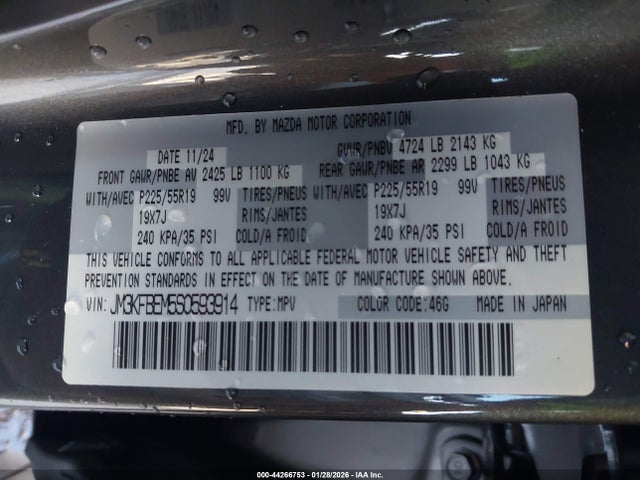 MFD. BY MAZDA MOTOR CORPORATION
DATE 11/24 GVWR/PNBV 4724 LB 2143 KG
FRONT GAWR/PNBE AV 2425 LB 1100 KG REAR GAWR/PNBE AR 2299 LB 1043 KG
WITH/AVEC P225/55R19 99V TIRES/PNEUS WITH/AVEC P225/55R19 99V TIRES/PNEUS
19X7J RIMS/JANTES 19X7J RIMS/JANTES
240 KPA/35 PSI COLD/A FROID 240 KPA/35 PSI COLD/A FROID
THIS VEHICLE CONFORMS TO ALL APPLICABLE FEDERAL MOTOR VEHICLE SAFETY AND THEFT
PREVENTION STANDARDS IN EFFECT ON THE DATE OF MANUFACTURE SHOWN ABOVE.
VIN: JM3KFBEM5S0593914 TYPE:MPV COLOR CODE:46G MADE IN JAPAN
000-44266753 - 01/28/2026 - © IAA Inc.